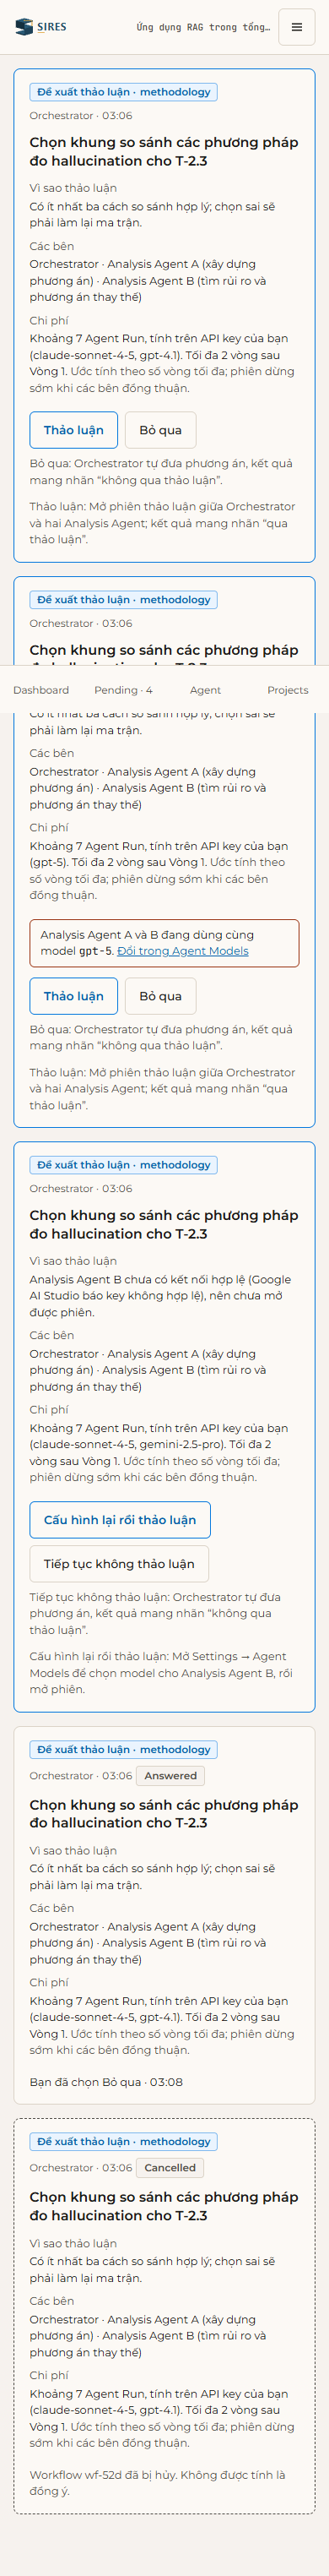 SIRES
Ứng dụng RAG trong tổng…
Đề xuất thảo luận · methodology
Orchestrator · 03:06
Chọn khung so sánh các phương pháp
đo hallucination cho T-2.3
Vì sao thảo luận
Có ít nhất ba cách so sánh hợp lý; chọn sai sẽ
phải làm lại ma trận.
Các bên
Orchestrator · Analysis Agent A (xây dựng
phương án) · Analysis Agent B (tìm rủi ro và
phương án thay thế)
Chi phí
Khoảng 7 Agent Run, tính trên API key của bạn
(claude-sonnet-4-5, gpt-4.1). Tối đa 2 vòng sau
Vòng 1. Ước tính theo số vòng tối đa; phiên dừng
sớm khi các bên đồng thuận.
Thảo luận
Bỏ qua
Bỏ qua: Orchestrator tự đưa phương án, kết quả
mang nhãn “không qua thảo luận”.
Thảo luận: Mở phiên thảo luận giữa Orchestrator
và hai Analysis Agent; kết quả mang nhãn “qua
thảo luận”.
Đề xuất thảo luận · methodology
Orchestrator · 03:06
Chọn khung so sánh các phương pháp
Dashboard
Pending · 4
Agent
Projects
Có ít nhất ba cách so sánh hợp lý; chọn sai sẽ
phải làm lại ma trận.
Các bên
Orchestrator · Analysis Agent A (xây dựng
phương án) · Analysis Agent B (tìm rủi ro và
phương án thay thế)
Chi phí
Khoảng 7 Agent Run, tính trên API key của bạn
(gpt-5). Tối đa 2 vòng sau Vòng 1. Ước tính theo
số vòng tối đa; phiên dừng sớm khi các bên
đồng thuận.
Analysis Agent A và B đang dùng cùng
model gpt-5. Đổi trong Agent Models
Thảo luận
Bỏ qua
Bỏ qua: Orchestrator tự đưa phương án, kết quả
mang nhãn “không qua thảo luận”.
Thảo luận: Mở phiên thảo luận giữa Orchestrator
và hai Analysis Agent; kết quả mang nhãn “qua
thảo luận”.
Đề xuất thảo luận · methodology
Orchestrator · 03:06
Chọn khung so sánh các phương pháp
đo hallucination cho T-2.3
Vì sao thảo luận
Analysis Agent B chưa có kết nối hợp lệ (Google
AI Studio báo key không hợp lệ), nên chưa mở
được phiên.
Các bên
Orchestrator · Analysis Agent A (xây dựng
phương án) · Analysis Agent B (tìm rủi ro và
phương án thay thế)
Chi phí
Khoảng 7 Agent Run, tính trên API key của bạn
(claude-sonnet-4-5, gemini-2.5-pro). Tối đa 2
vòng sau Vòng 1. Ước tính theo số vòng tối đa;
phiên dừng sớm khi các bên đồng thuận.
Cấu hình lại rồi thảo luận
Tiếp tục không thảo luận
Tiếp tục không thảo luận: Orchestrator tự đưa
phương án, kết quả mang nhãn “không qua
thảo luận”.
Cấu hình lại rồi thảo luận: Mở Settings → Agent
Models để chọn model cho Analysis Agent B, rồi
mở phiên.
Đề xuất thảo luận · methodology
Orchestrator · 03:06 Answered
Chọn khung so sánh các phương pháp
đo hallucination cho T-2.3
Vì sao thảo luận
Có ít nhất ba cách so sánh hợp lý; chọn sai sẽ
phải làm lại ma trận.
Các bên
Orchestrator · Analysis Agent A (xây dựng
phương án) · Analysis Agent B (tìm rủi ro và
phương án thay thế)
Chi phí
Khoảng 7 Agent Run, tính trên API key của bạn
(claude-sonnet-4-5, gpt-4.1). Tối đa 2 vòng sau
Vòng 1. Ước tính theo số vòng tối đa; phiên dừng
sớm khi các bên đồng thuận.
Bạn đã chọn Bỏ qua · 03:08
Đề xuất thảo luận · methodology
Orchestrator · 03:06 Cancelled
Chọn khung so sánh các phương pháp
đo hallucination cho T-2.3
Vì sao thảo luận
Có ít nhất ba cách so sánh hợp lý; chọn sai sẽ
phải làm lại ma trận.
Các bên
Orchestrator · Analysis Agent A (xây dựng
phương án) · Analysis Agent B (tìm rủi ro và
phương án thay thế)
Chi phí
Khoảng 7 Agent Run, tính trên API key của bạn
(claude-sonnet-4-5, gpt-4.1). Tối đa 2 vòng sau
Vòng 1. Ước tính theo số vòng tối đa; phiên dừng
sớm khi các bên đồng thuận.
Workflow wf-52d đã bị hủy. Không được tính là
đồng ý.